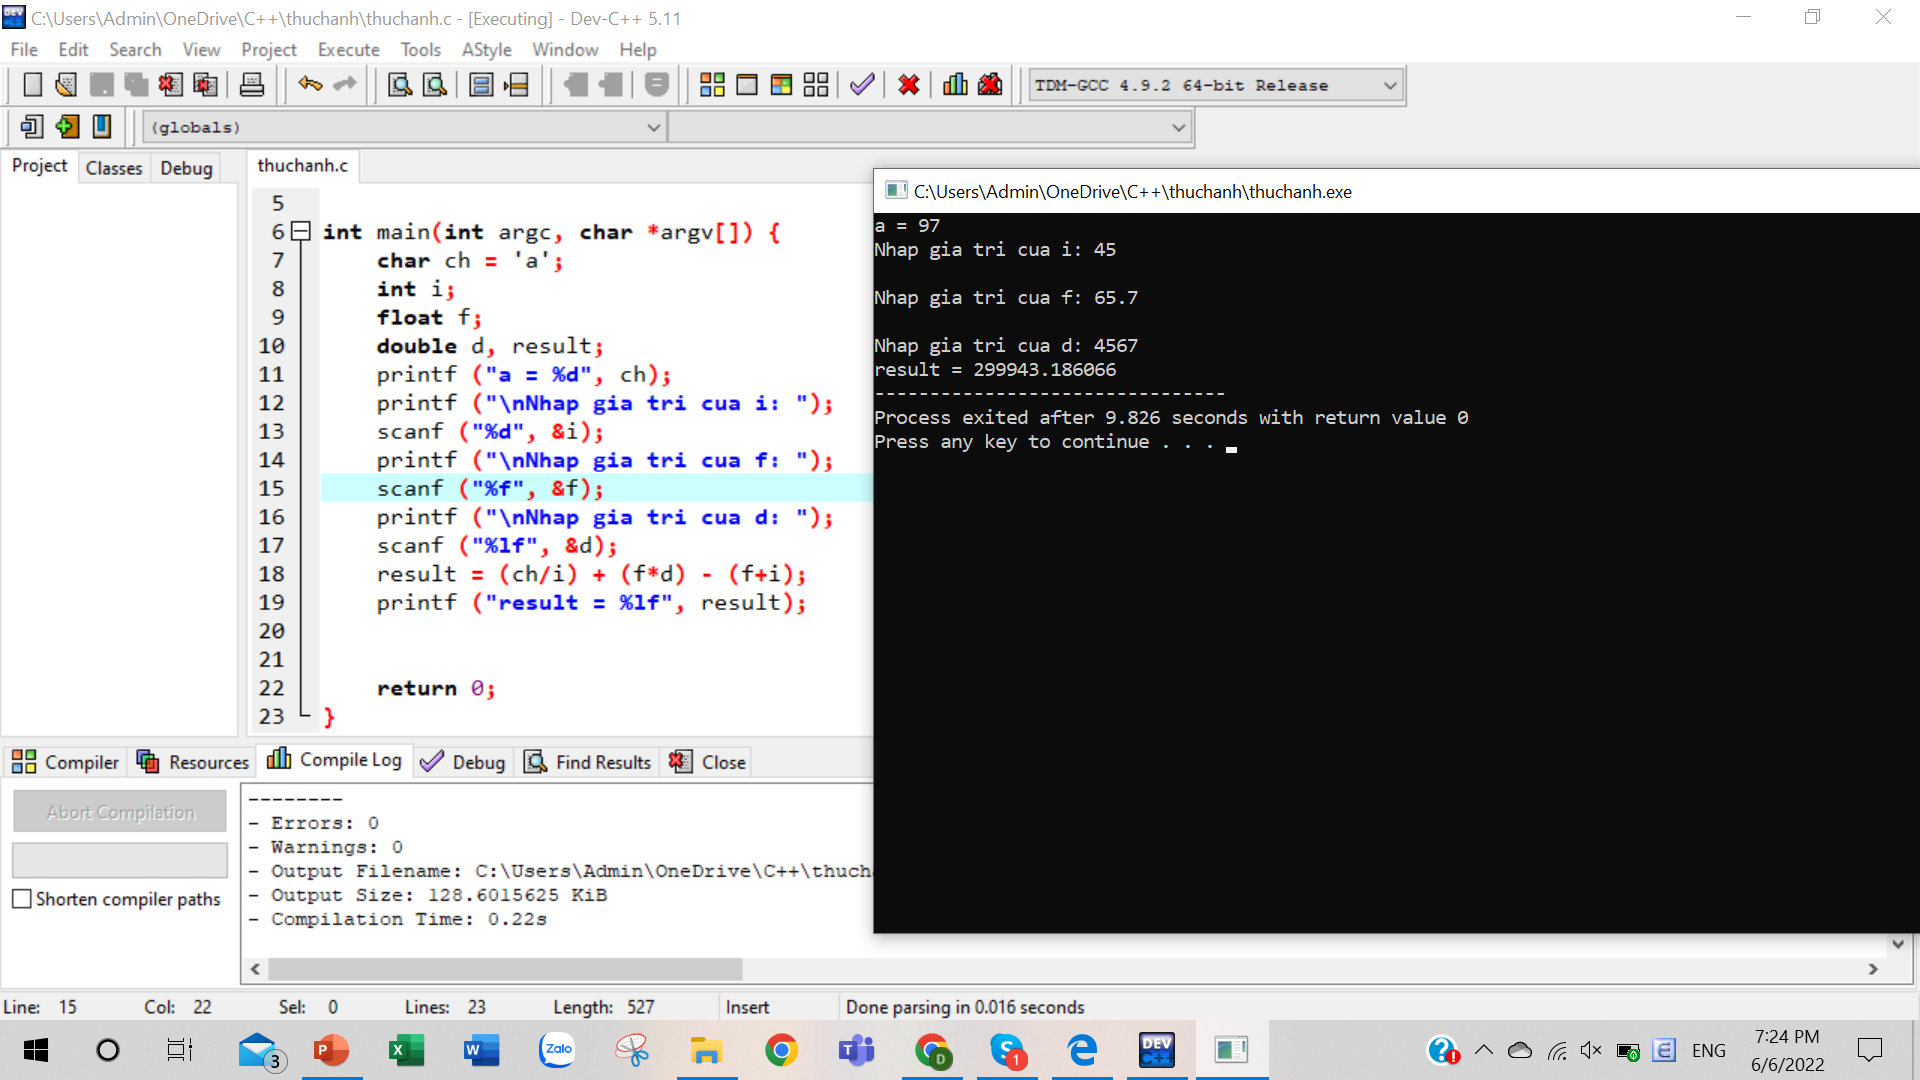 C:\Users\Admin\OneDrive\C++\thuchanh\thuchanh.c - [Executing] - Dev-C++ 5.11
File Edit Search View Project Execute Tools AStyle Window Help
TDM-GCC 4.9.2 64-bit Release
(globals)
Project Classes Debug
thuchanh.c
5
6 int main(int argc, char *argv[]) {
7 char ch = 'a';
8 int i;
9 float f;
10 double d, result;
11 printf ("a = %d", ch);
12 printf ("\nNhap gia tri cua i: ");
13 scanf ("%d", &i);
14 printf ("\nNhap gia tri cua f: ");
15 scanf ("%f", &f);
16 printf ("\nNhap gia tri cua d: ");
17 scanf ("%lf", &d);
18 result = (ch/i) + (f*d) - (f+i);
19 printf ("result = %lf", result);
20
21
22 return 0;
23 }
C:\Users\Admin\OneDrive\C++\thuchanh\thuchanh.exe
a = 97
Nhap gia tri cua i: 45
Nhap gia tri cua f: 65.7
Nhap gia tri cua d: 4567
result = 299943.186066
--------------------------------
Process exited after 9.826 seconds with return value 0
Press any key to continue . . .
Compiler Resources Compile Log Debug Find Results Close
Abort Compilation
Shorten compiler paths
--------
- Errors: 0
- Warnings: 0
- Output Filename: C:\Users\Admin\OneDrive\C++\thuch
- Output Size: 128.6015625 KiB
- Compilation Time: 0.22s
Line: 15 Col: 22 Sel: 0 Lines: 23 Length: 527 Insert Done parsing in 0.016 seconds
3 Zalo D 1 DEV C++ ENG
7:24 PM
6/6/2022